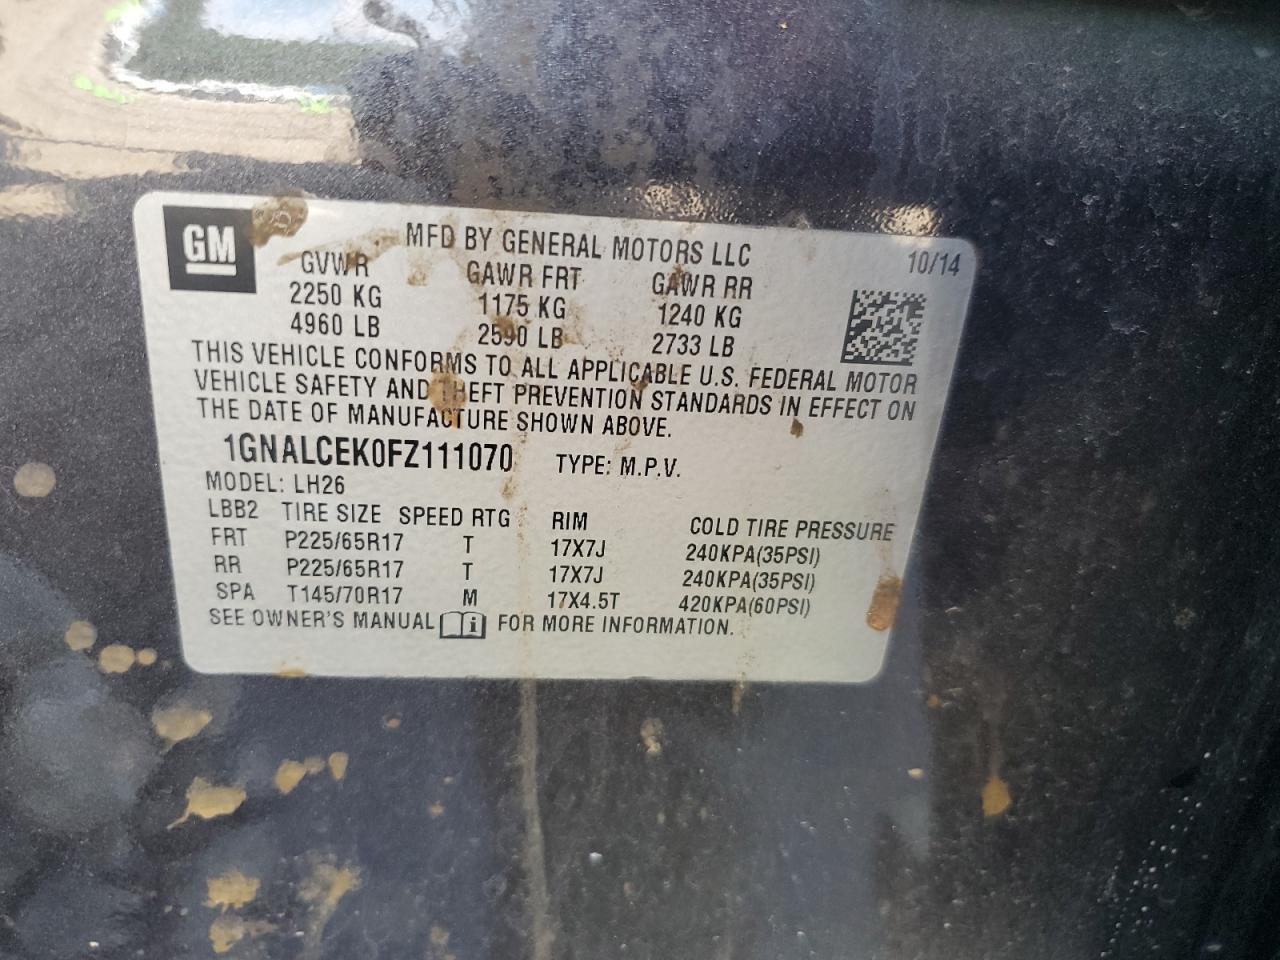 GM
MFD BY GENERAL MOTORS LLC 10/14
GVWR GAWR FRT GAWR RR
2250 KG 1175 KG 1240 KG
4960 LB 2590 LB 2733 LB
THIS VEHICLE CONFORMS TO ALL APPLICABLE U.S. FEDERAL MOTOR
VEHICLE SAFETY AND THEFT PREVENTION STANDARDS IN EFFECT ON
THE DATE OF MANUFACTURE SHOWN ABOVE.
1GNALCEK0FZ111070 TYPE: M.P.V.
MODEL: LH26
LBB2 TIRE SIZE SPEED RTG RIM COLD TIRE PRESSURE
FRT P225/65R17 T 17X7J 240KPA(35PSI)
RR P225/65R17 T 17X7J 240KPA(35PSI)
SPA T145/70R17 M 17X4.5T 420KPA(60PSI)
SEE OWNER'S MANUAL i FOR MORE INFORMATION.